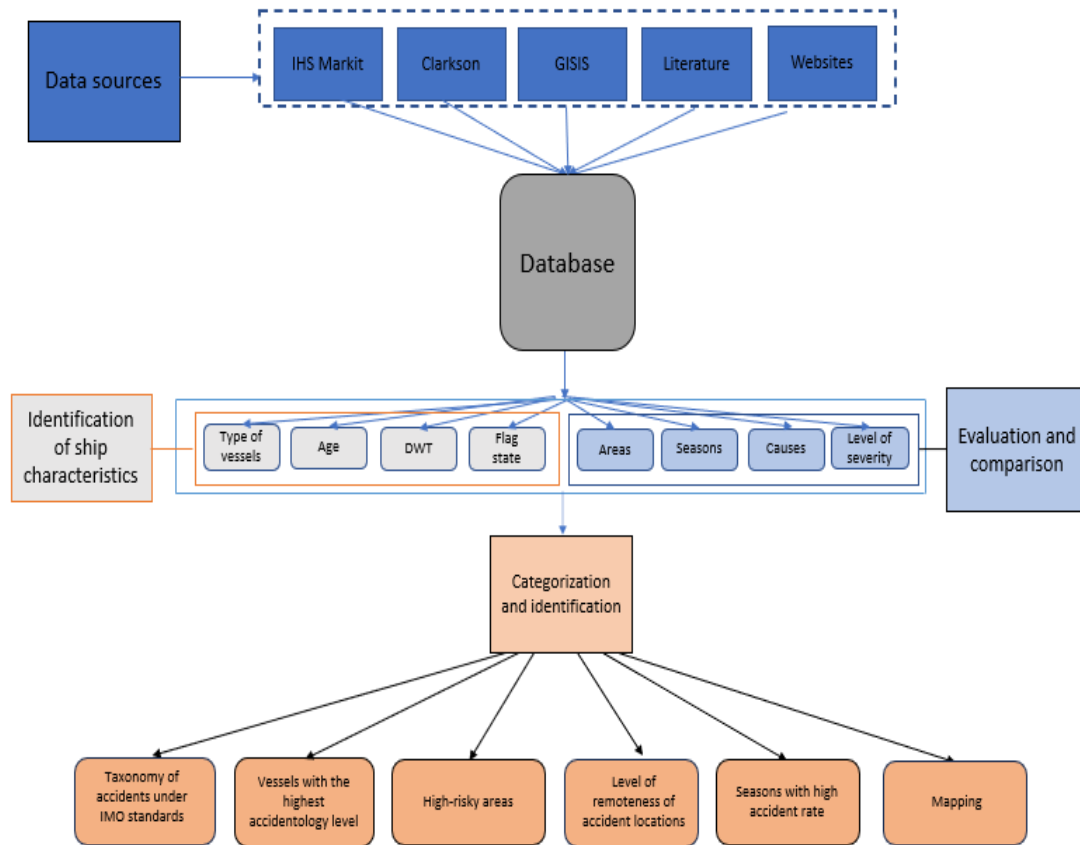 Data sources
IHS Markit
Clarkson
GISIS
Literature
Websites
Database
Identification
of ship
characteristics
Type of
vessels
Age
DWT
Flag
state
Areas
Seasons
Causes
Level of
severity
Evaluation and
comparison
Categorization
and identification
Taxonomy of
accidents under
IMO standards
Vessels with the
highest
accidentology level
High-risky areas
Level of
remoteness of
accident locations
Seasons with high
accident rate
Mapping